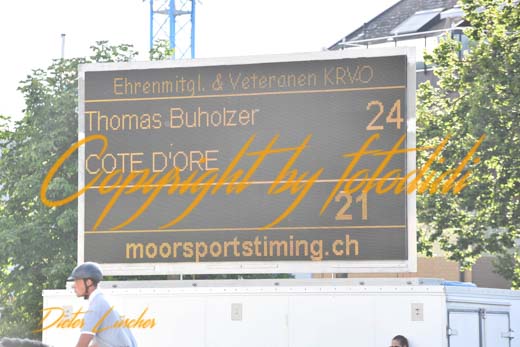 Ehrenmitgl. & Veteranen KRVO
Thomas Buholzer 24
COTE D'ORE
Copyright by fotodidi
21
moorsportstiming.ch
Dieter Lüscher